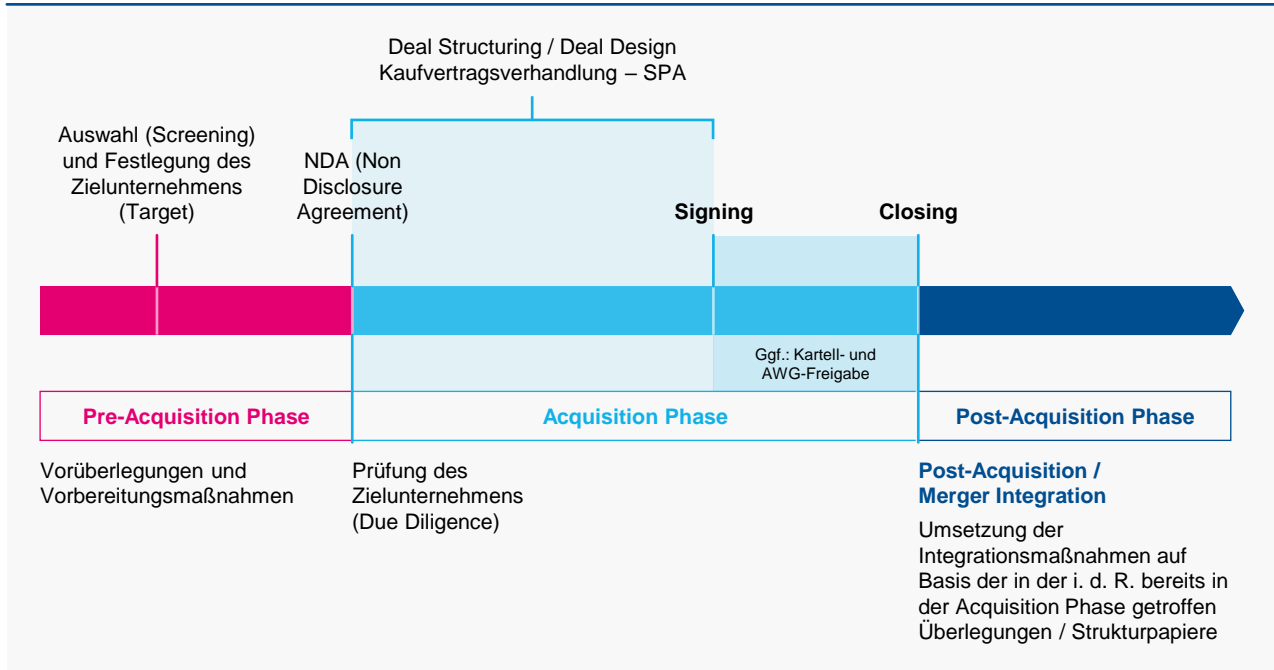 Deal Structuring / Deal Design
Kaufvertragsverhandlung – SPA
Auswahl (Screening)
und Festlegung des
Zielunternehmens
(Target)
NDA (Non
Disclosure
Agreement)
Signing
Closing
Ggf.: Kartell- und
AWG-Freigabe
Pre-Acquisition Phase
Acquisition Phase
Post-Acquisition Phase
Vorüberlegungen und
Vorbereitungsmaßnahmen
Prüfung des
Zielunternehmens
(Due Diligence)
Post-Acquisition /
Merger Integration
Umsetzung der
Integrationsmaßnahmen auf
Basis der in der i. d. R. bereits in
der Acquisition Phase getroffen
Überlegungen / Strukturpapiere